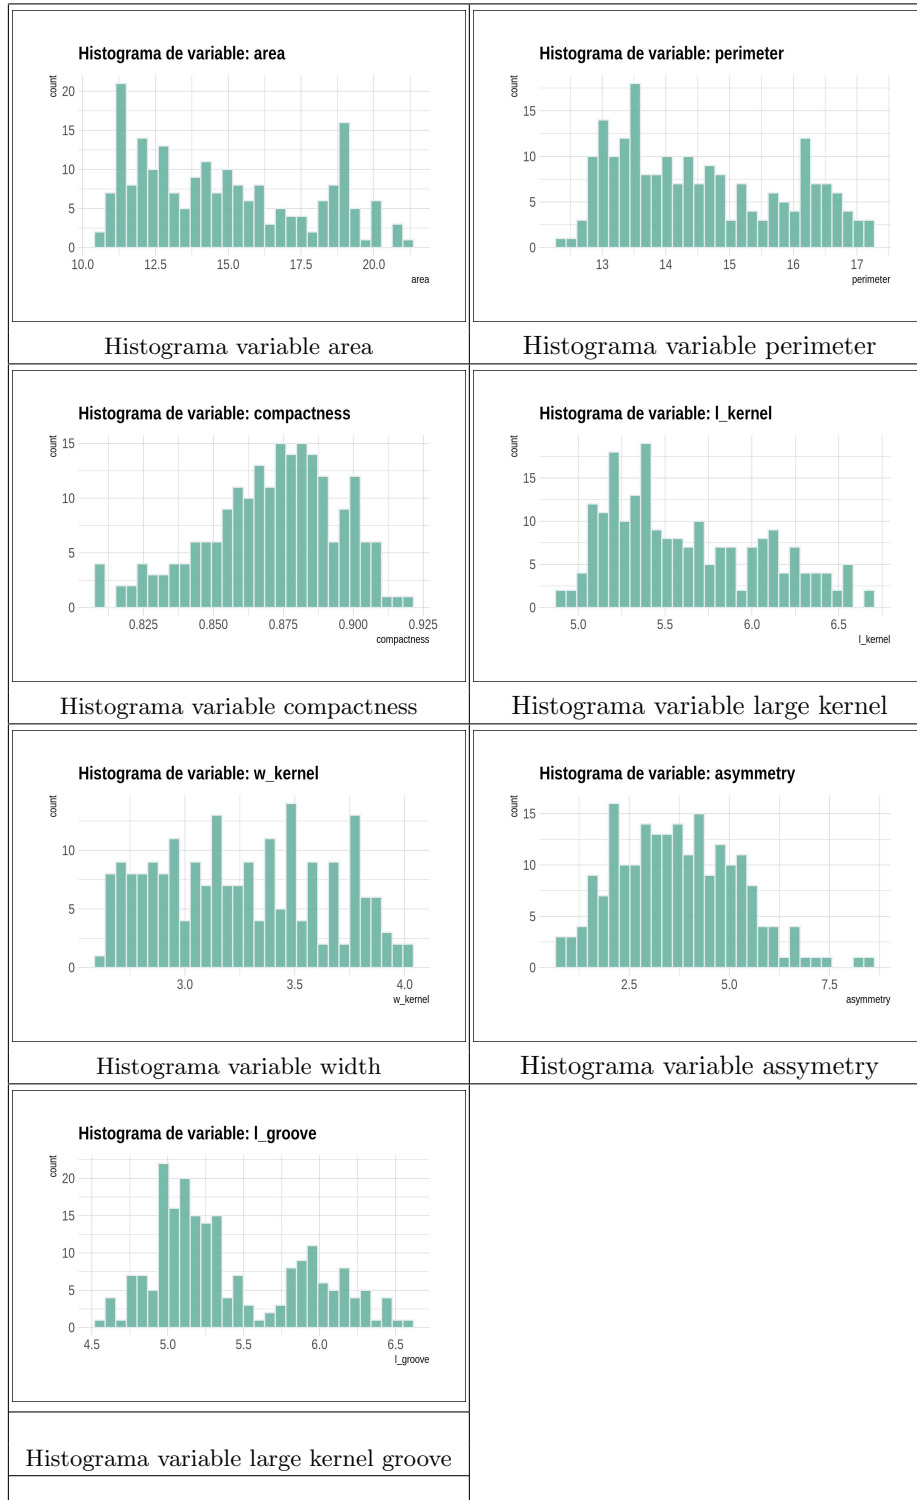 Histograma de variable: area
count
20
15
10
5
0
10.0 12.5 15.0 17.5 20.0
area
Histograma variable area
Histograma de variable: perimeter
count
15
10
5
0
13 14 15 16 17
perimeter
Histograma variable perimeter
Histograma de variable: compactness
count
15
10
5
0
0.825 0.850 0.875 0.900 0.925
compactness
Histograma variable compactness
Histograma de variable: l_kernel
count
15
10
5
0
5.0 5.5 6.0 6.5
l_kernel
Histograma variable large kernel
Histograma de variable: w_kernel
count
10
5
0
3.0 3.5 4.0
w_kernel
Histograma variable width
Histograma de variable: asymmetry
count
15
10
5
0
2.5 5.0 7.5
asymmetry
Histograma variable assymetry
Histograma de variable: l_groove
count
20
15
10
5
0
4.5 5.0 5.5 6.0 6.5
l_groove
Histograma variable large kernel groove